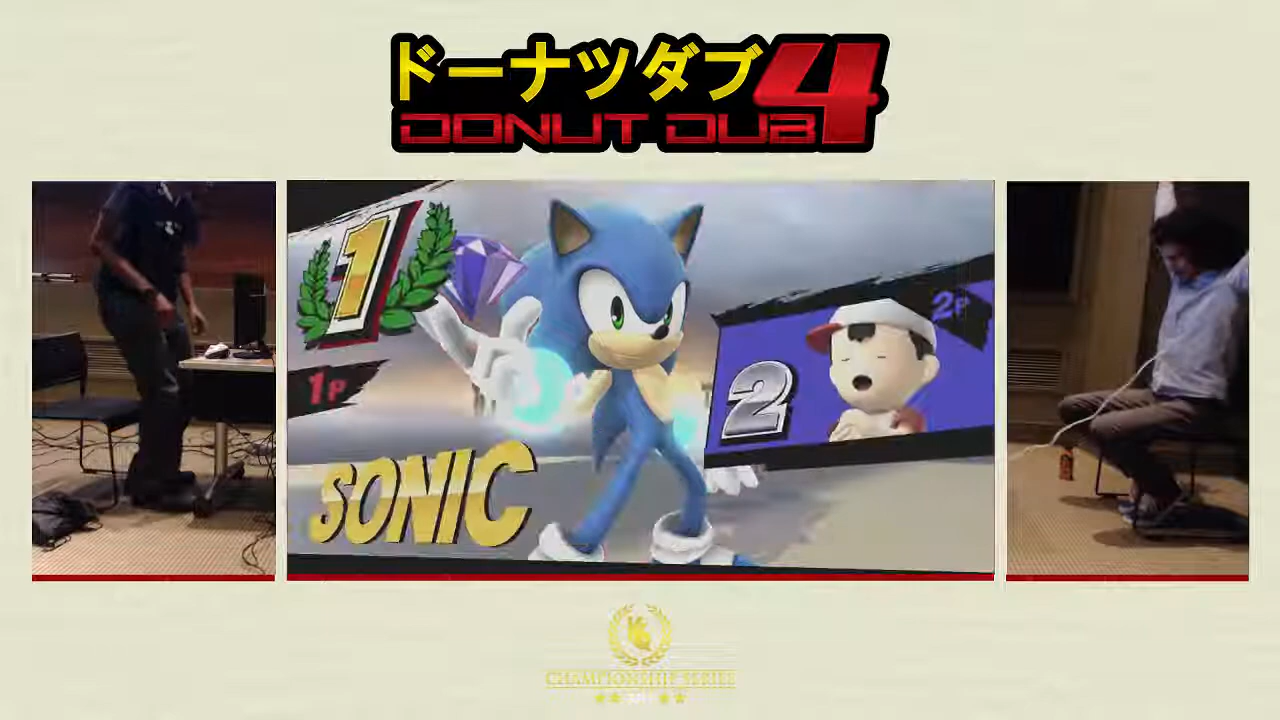 ドーナツダブ4
DONUT DUB
1
1P
SONIC
2P
2
CHAMPIONSHIP SERIES